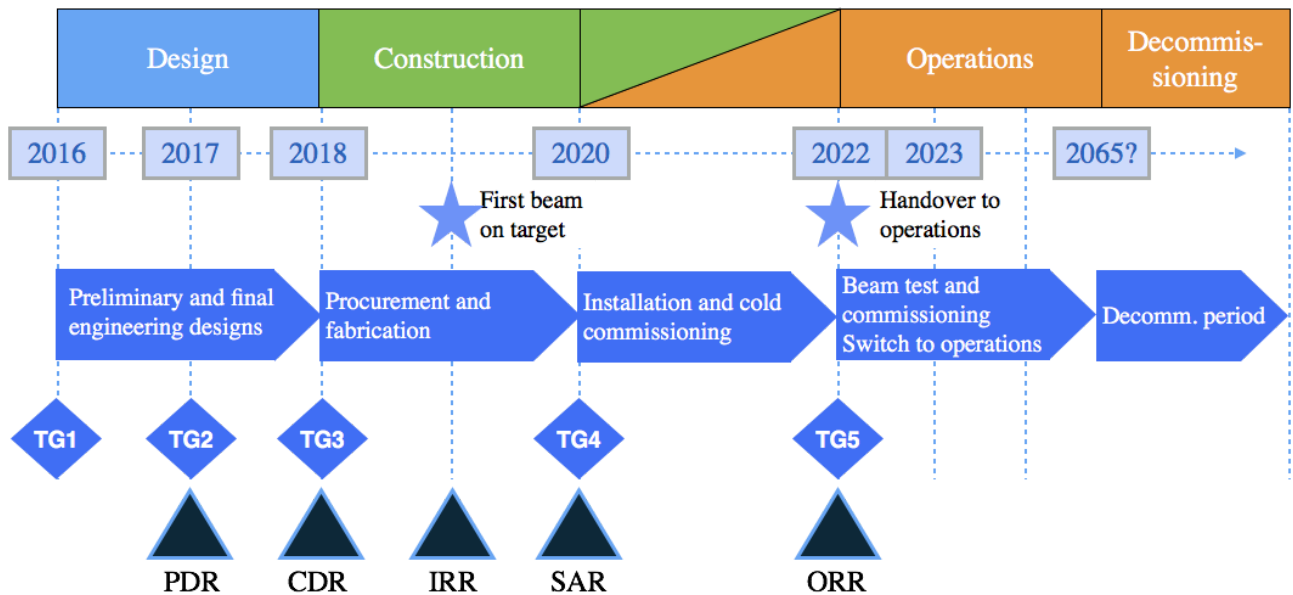 Design
Construction
Operations
Decommis-
sioning
2016
2017
2018
2020
2022
2023
2065?
First beam
on target
Handover to
operations
Preliminary and final
engineering designs
Procurement and
fabrication
Installation and cold
commissioning
Beam test and
commissioning
Switch to operations
Decomm. period
TG1
TG2
TG3
TG4
TG5
PDR
CDR
IRR
SAR
ORR